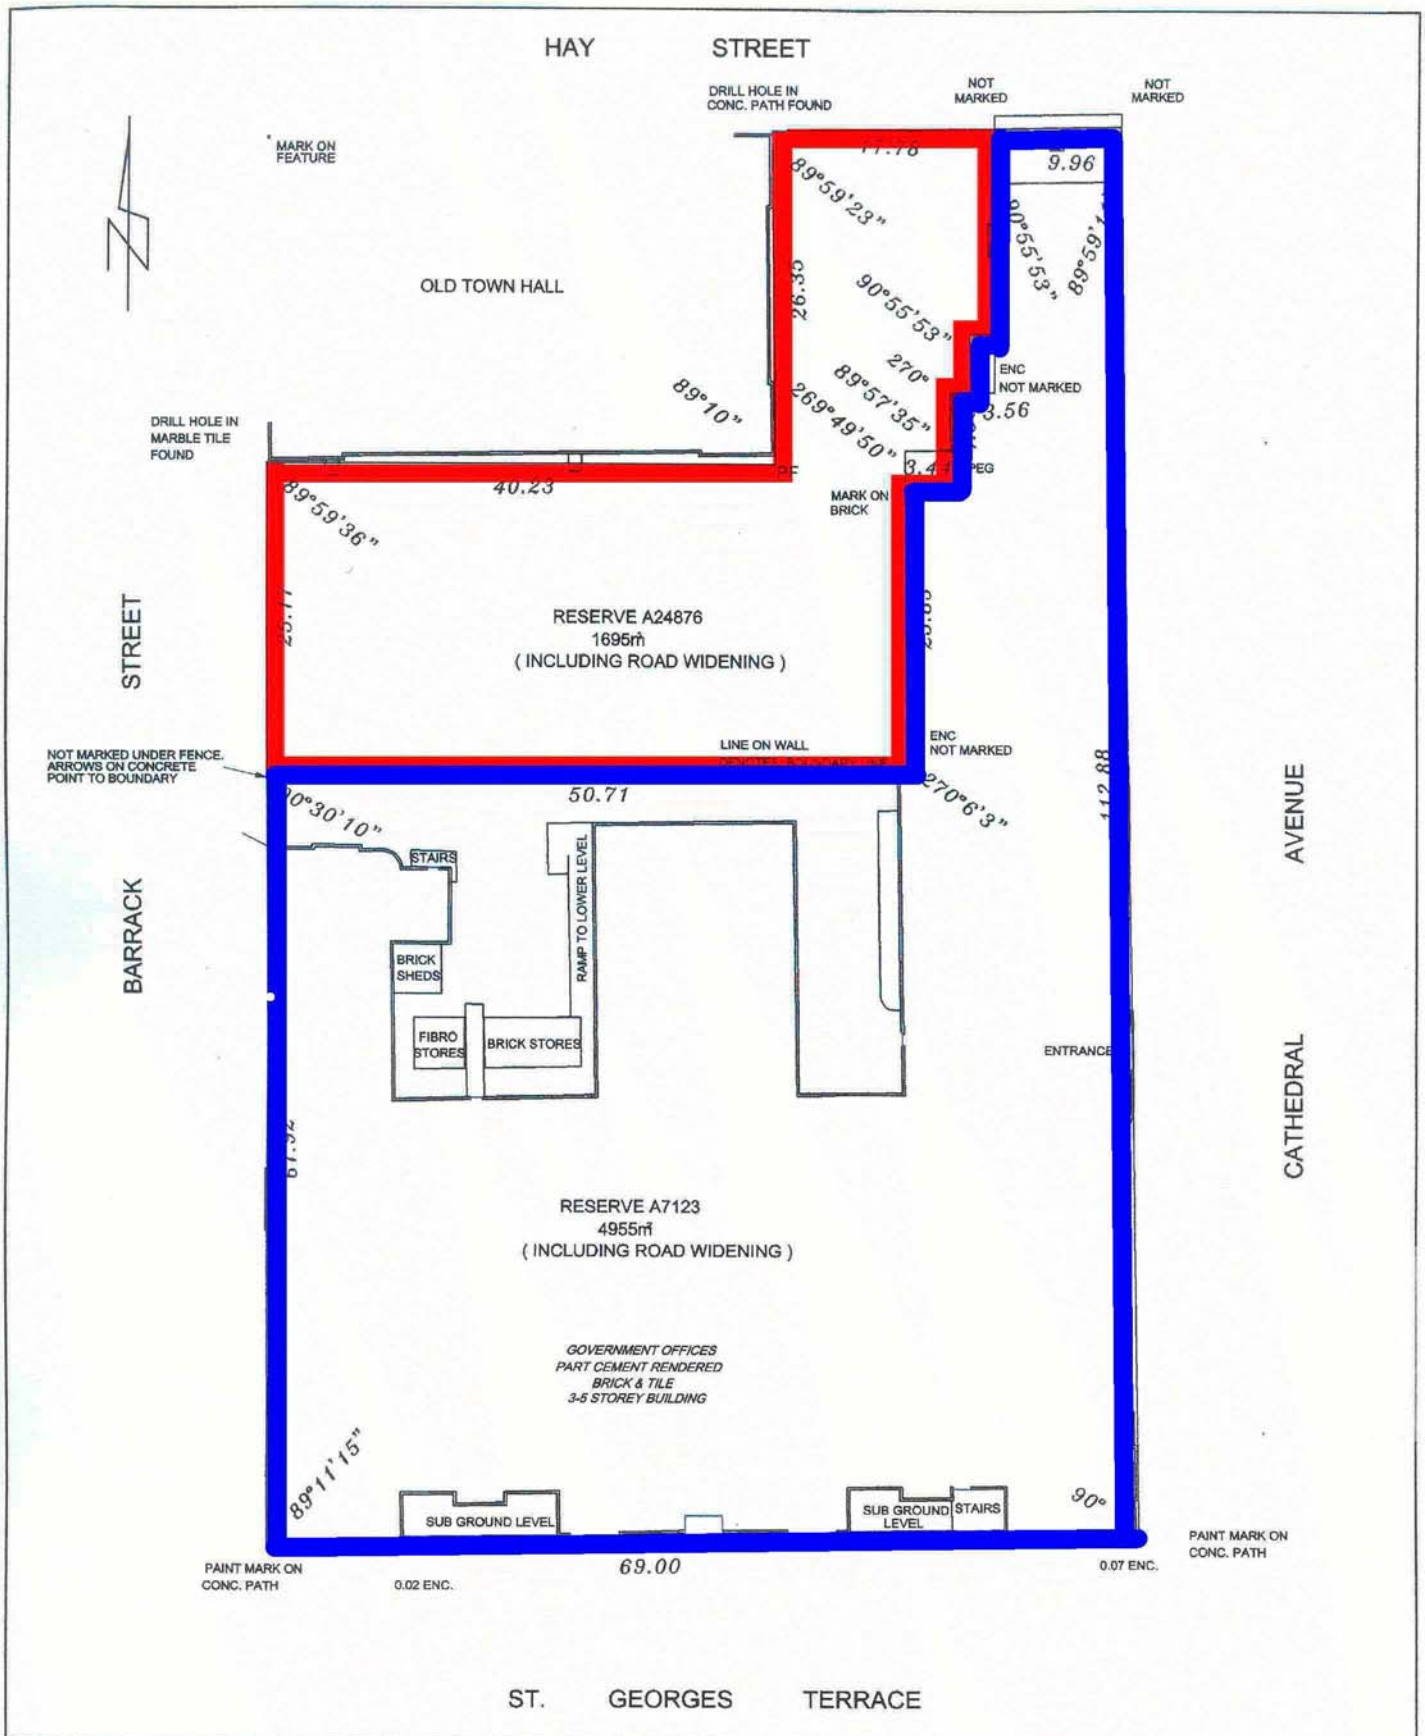 HAY STREET
DRILL HOLE IN
CONC. PATH FOUND
NOT
MARKED
NOT
MARKED
MARK ON
FEATURE
9.96
89°59'23"
90°55'53"
OLD TOWN HALL
26.35
90°55'53"
270°
89°57'35"
269°49'50"
89°10"
ENC
NOT MARKED
3.56
DRILL HOLE IN
MARBLE TILE
FOUND
PEG
40.23
MARK ON
BRICK
89°59'36"
RESERVE A24876
1695m²
( INCLUDING ROAD WIDENING )
LINE ON WALL
ENC
NOT MARKED
NOT MARKED UNDER FENCE.
ARROWS ON CONCRETE
POINT TO BOUNDARY
50.71
270°6'3"
112.88
BARRACK STREET
CATHEDRAL AVENUE
STAIRS
RAMP TO LOWER LEVEL
BRICK
SHEDS
FIBRO
STORES
BRICK STORES
ENTRANCE
67.92
RESERVE A7123
4955m²
( INCLUDING ROAD WIDENING )
GOVERNMENT OFFICES
PART CEMENT RENDERED
BRICK & TILE
3-5 STOREY BUILDING
89°11'15"
90°
SUB GROUND LEVEL
SUB GROUND
LEVEL
STAIRS
PAINT MARK ON
CONC. PATH
0.02 ENC.
69.00
0.07 ENC.
PAINT MARK ON
CONC. PATH
ST. GEORGES TERRACE